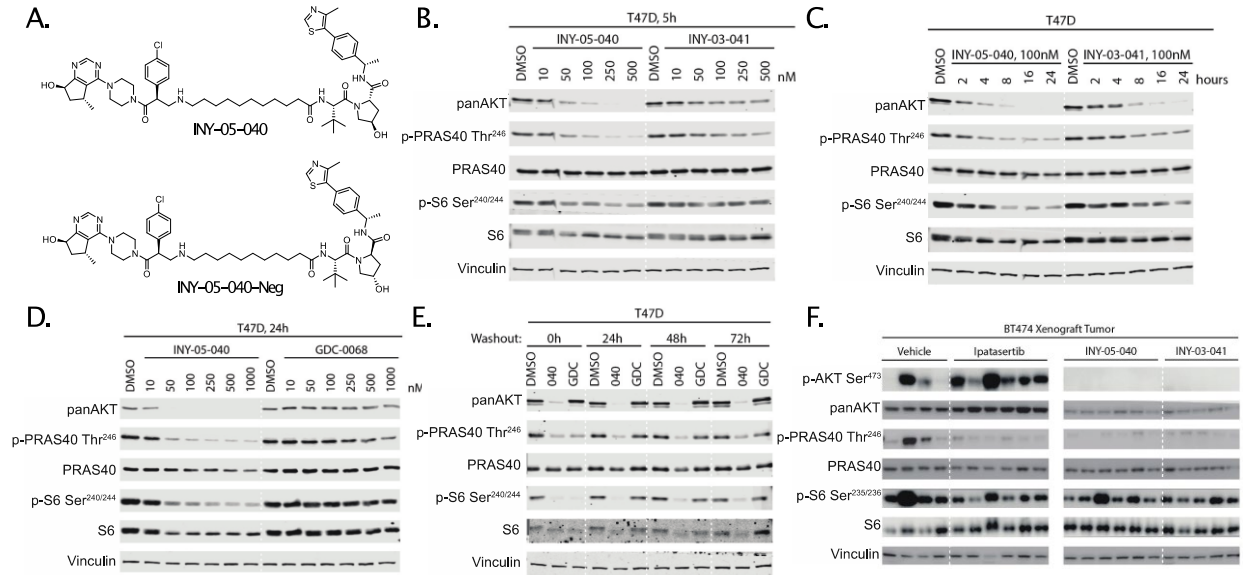 A.
N
N
HO
N
N
O
Cl
HN
O
N
S
HN
O
HN
O
N
OH
INY-05-040
INY-05-040-Neg
B.
T47D, 5h
INY-05-040 INY-03-041
DMSO 10 50 100 250 500 DMSO 10 50 100 250 500 nM
panAKT
p-PRAS40 Thr246
PRAS40
p-S6 Ser240/244
S6
Vinculin
C.
T47D
INY-05-040, 100nM INY-03-041, 100nM
DMSO 2 4 8 16 24 DMSO 2 4 8 16 24 hours
panAKT
p-PRAS40 Thr246
PRAS40
p-S6 Ser240/244
S6
Vinculin
D.
T47D, 24h
INY-05-040 GDC-0068
DMSO 10 50 100 250 500 1000 DMSO 10 50 100 250 500 1000 nM
panAKT
p-PRAS40 Thr246
PRAS40
p-S6 Ser240/244
S6
Vinculin
E.
T47D
Washout: 0h 24h 48h 72h
DMSO 040 GDC DMSO 040 GDC DMSO 040 GDC DMSO 040 GDC
panAKT
p-PRAS40 Thr246
PRAS40
p-S6 Ser240/244
S6
Vinculin
F.
BT474 Xenograft Tumor
Vehicle Ipatasertib INY-05-040 INY-03-041
p-AKT Ser473
panAKT
p-PRAS40 Thr246
PRAS40
p-S6 Ser235/236
S6
Vinculin